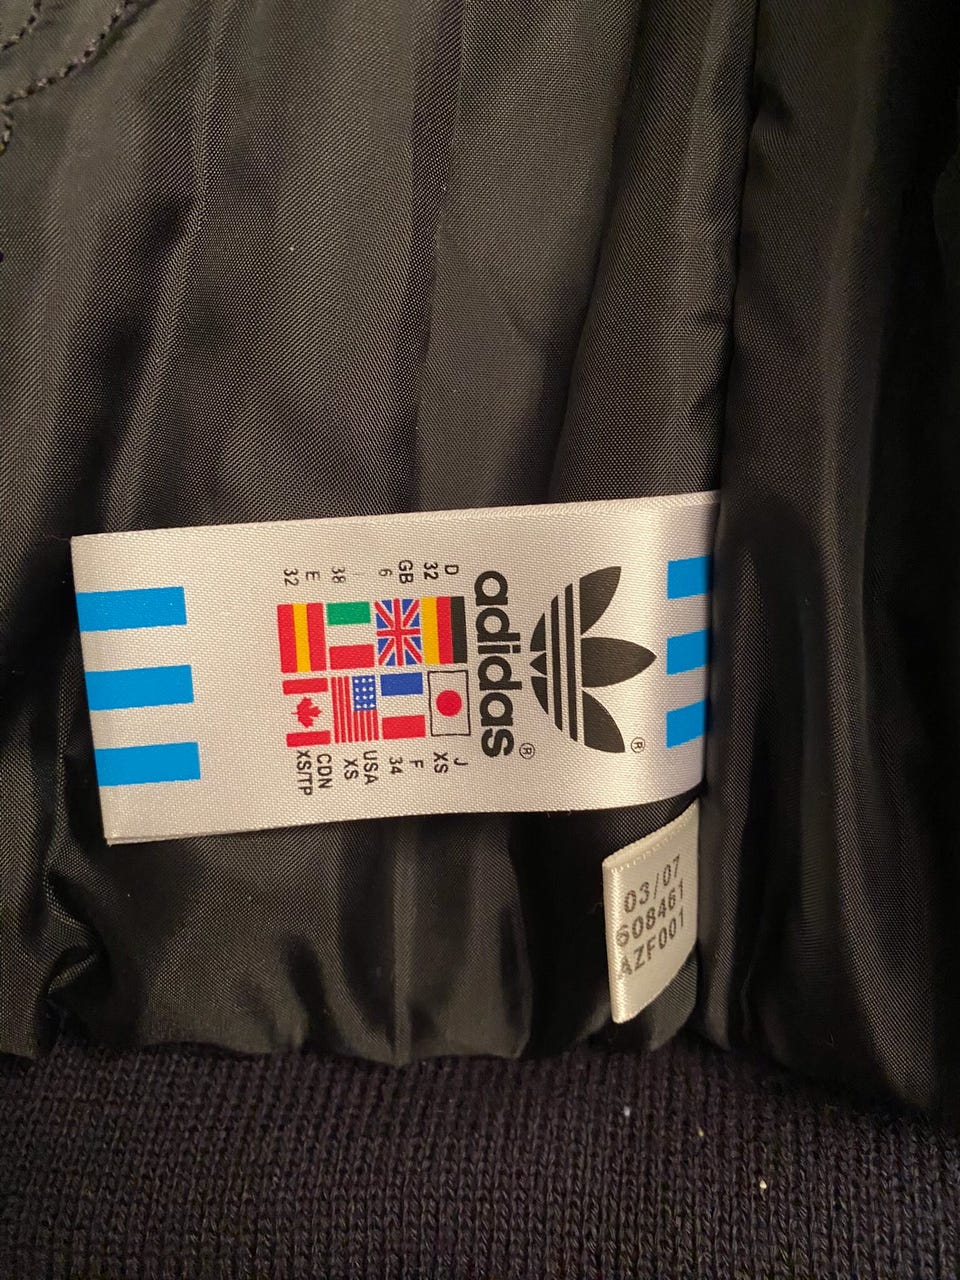 ®
adidas®
D J
32 XS
GB F
6 34
I USA
38 XS
E CDN
32 XS/TP
03/07
608461
AZF001